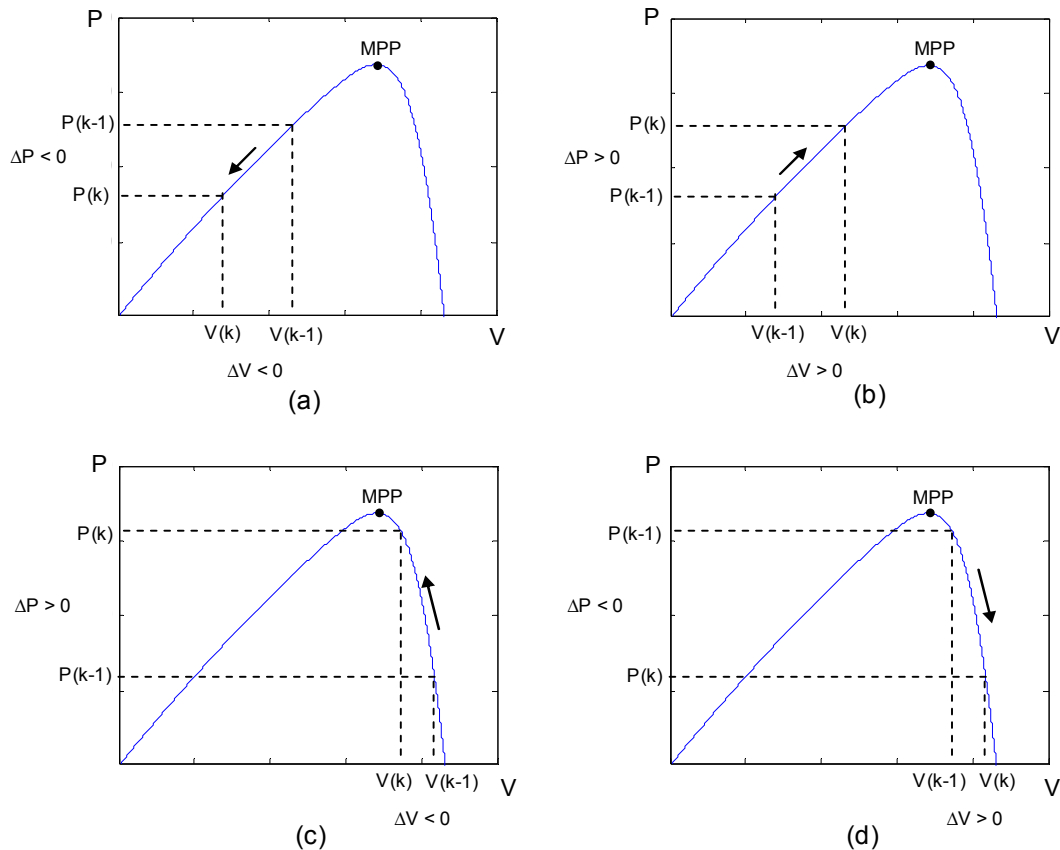 P
MPP
P(k-1)
ΔP < 0
P(k)
V(k)
V(k-1)
V
ΔV < 0
(a)
P
MPP
P(k)
ΔP > 0
P(k-1)
V(k-1)
V(k)
V
ΔV > 0
(b)
P
MPP
P(k)
ΔP > 0
P(k-1)
V(k)
V(k-1)
V
ΔV < 0
(c)
P
MPP
P(k-1)
ΔP < 0
P(k)
V(k-1)
V(k)
V
ΔV > 0
(d)